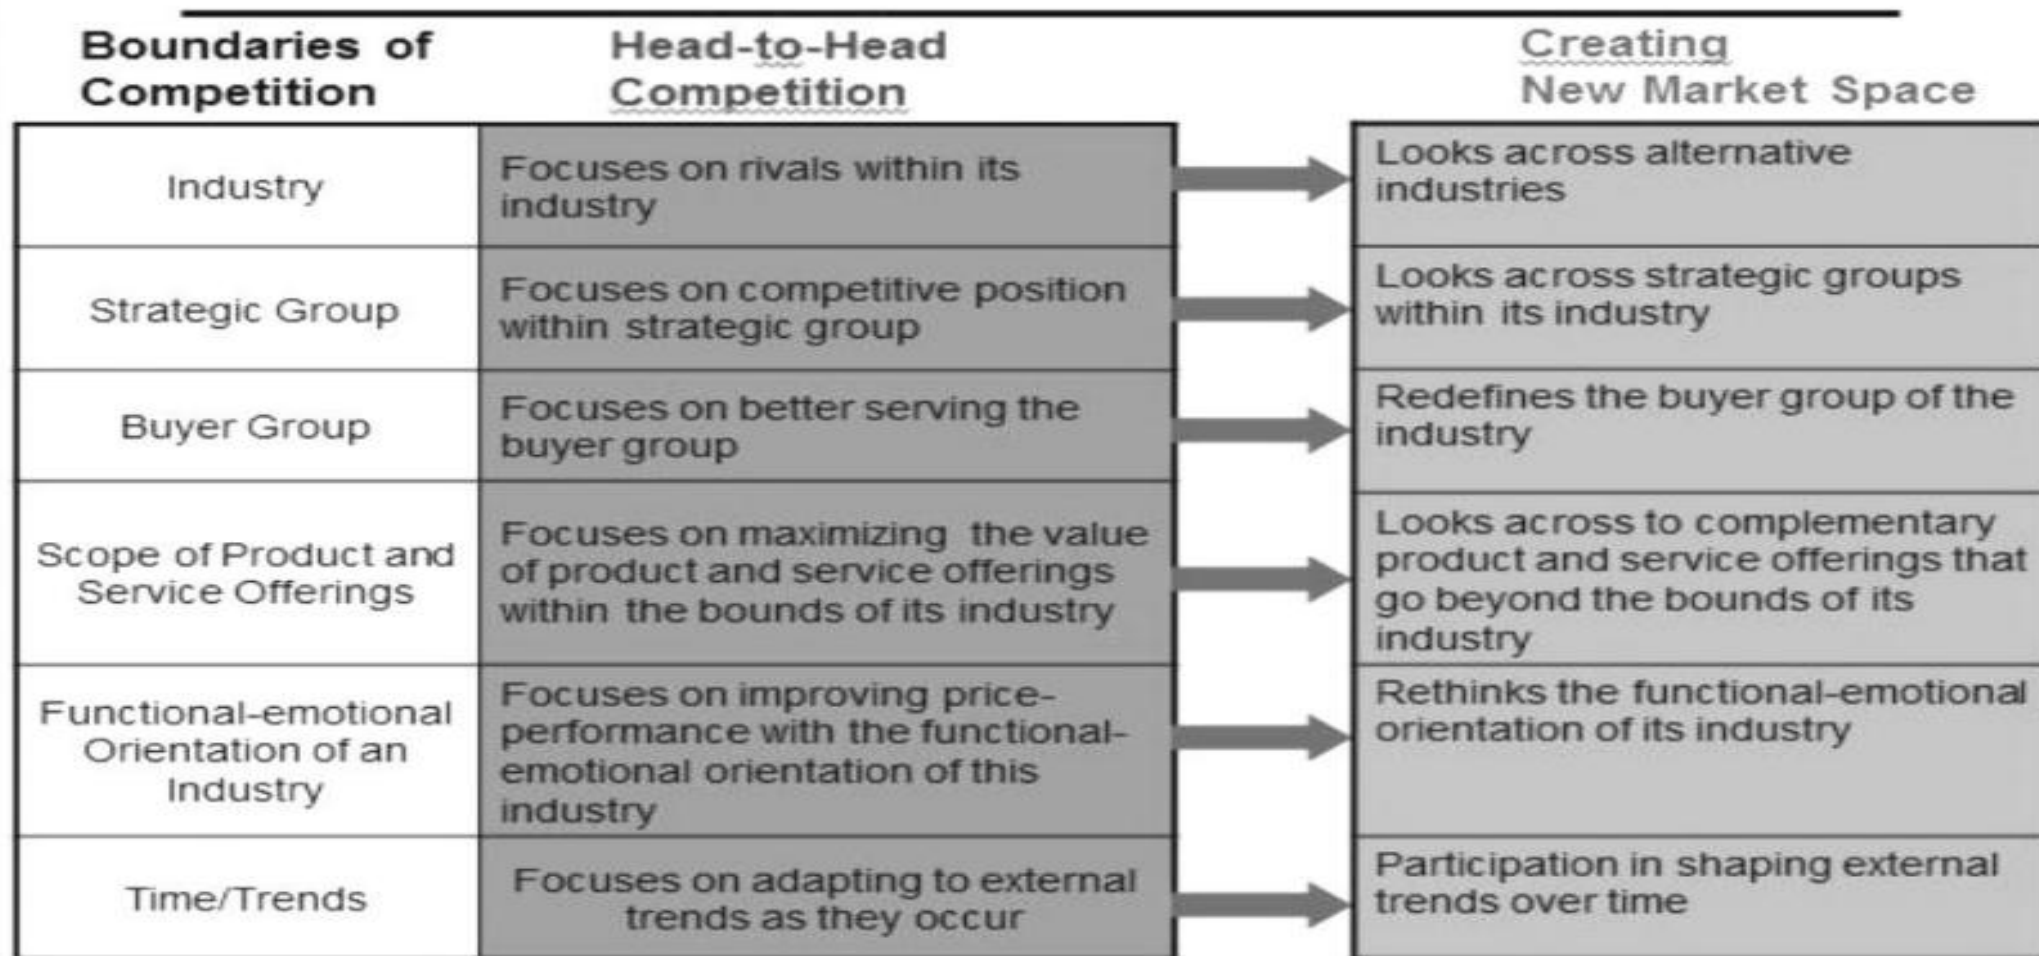 Boundaries of
Competition
Head-to-Head
Competition
Creating
New Market Space
Industry
Focuses on rivals within its
industry
Looks across alternative
industries
Strategic Group
Focuses on competitive position
within strategic group
Looks across strategic groups
within its industry
Buyer Group
Focuses on better serving the
buyer group
Redefines the buyer group of the
industry
Scope of Product and
Service Offerings
Focuses on maximizing the value
of product and service offerings
within the bounds of its industry
Looks across to complementary
product and service offerings that
go beyond the bounds of its
industry
Functional-emotional
Orientation of an
Industry
Focuses on improving price-
performance with the functional-
emotional orientation of this
industry
Rethinks the functional-emotional
orientation of its industry
Time/Trends
Focuses on adapting to external
trends as they occur
Participation in shaping external
trends over time